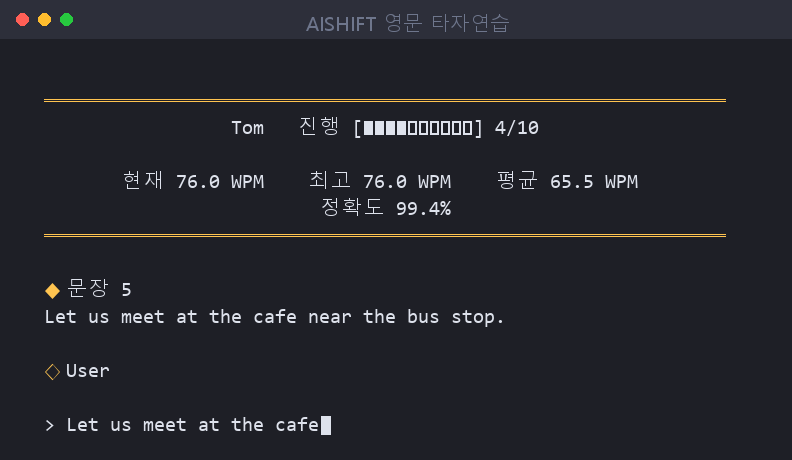 AISHIFT 영문 타자연습
Tom 진행 [■■■■□□□□□□] 4/10
현재 76.0 WPM 최고 76.0 WPM 평균 65.5 WPM
정확도 99.4%
◆ 문장 5
Let us meet at the cafe near the bus stop.
◇ User
> Let us meet at the cafe